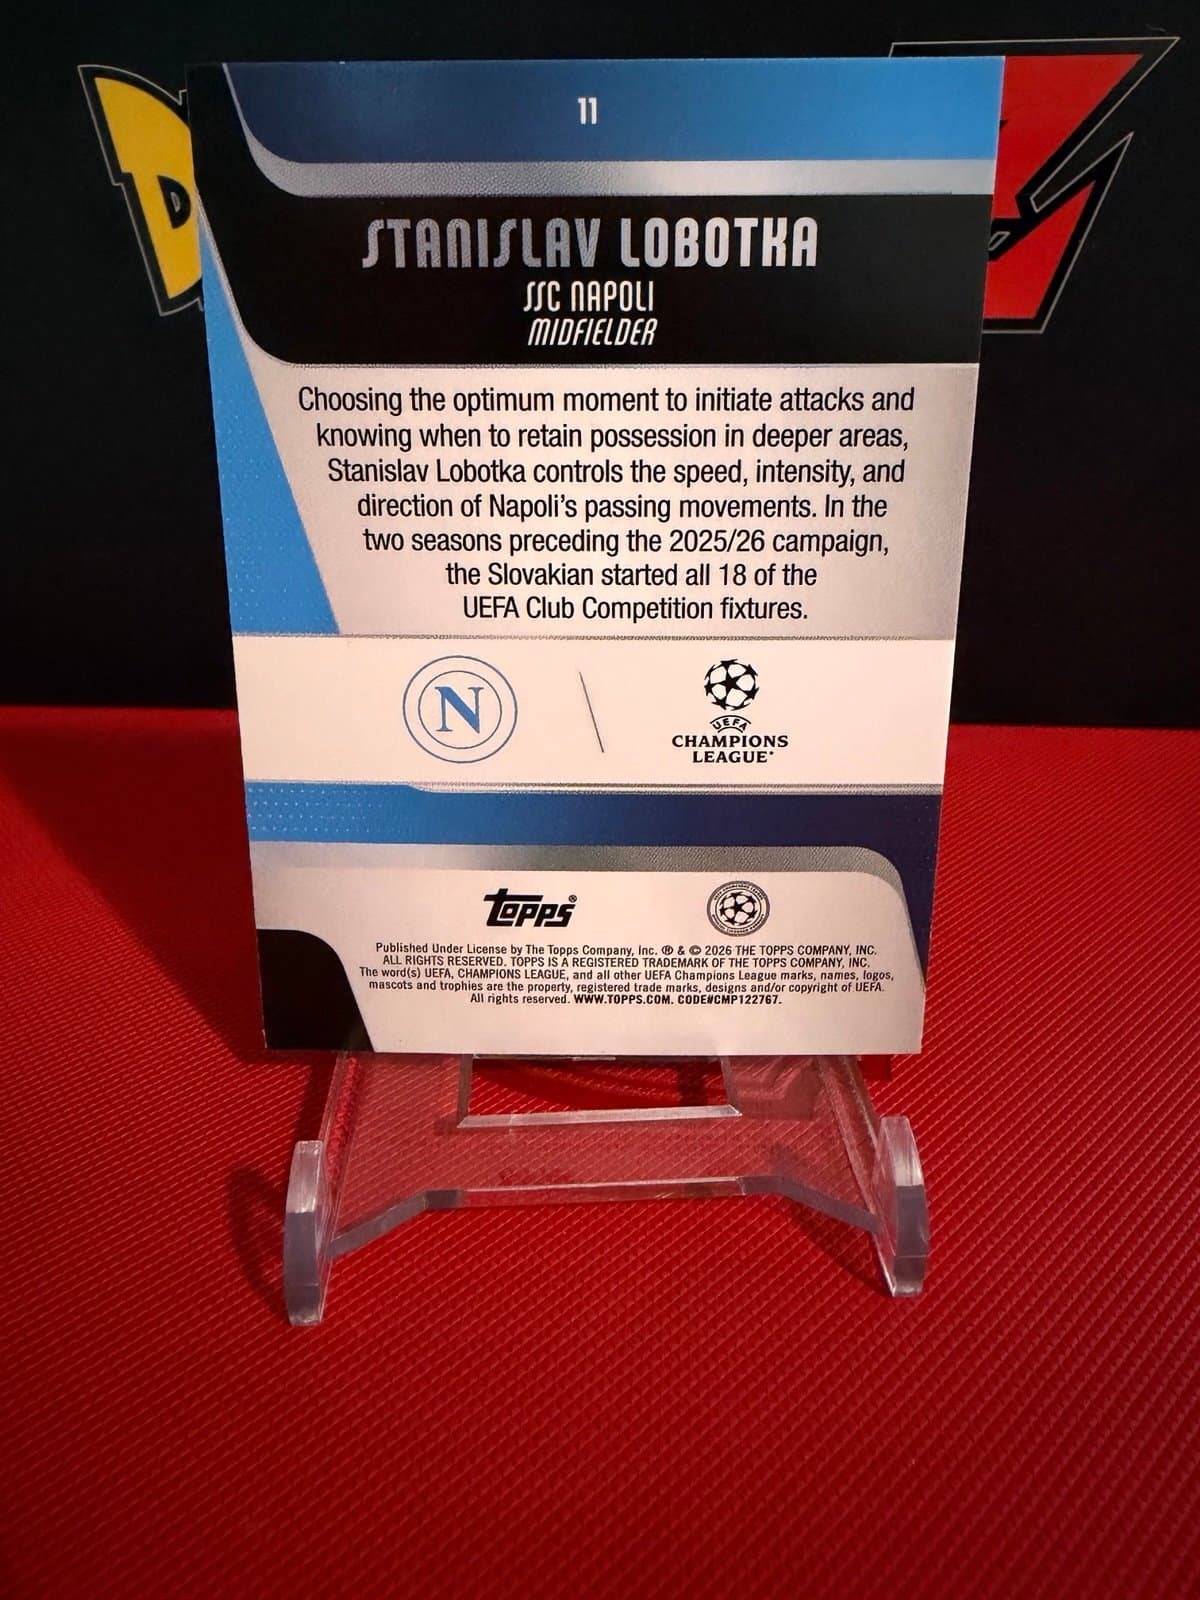 11
STANISLAV LOBOTKA
SSC NAPOLI
MIDFIELDER
Choosing the optimum moment to initiate attacks and
knowing when to retain possession in deeper areas,
Stanislav Lobotka controls the speed, intensity, and
direction of Napoli's passing movements. In the
two seasons preceding the 2025/26 campaign,
the Slovakian started all 18 of the
UEFA Club Competition fixtures.
N
UEFA
CHAMPIONS
LEAGUE
topps®
Published Under License by The Topps Company, Inc. ® & © 2026 THE TOPPS COMPANY, INC.
ALL RIGHTS RESERVED. TOPPS IS A REGISTERED TRADEMARK OF THE TOPPS COMPANY, INC.
The word(s) UEFA, CHAMPIONS LEAGUE, and all other UEFA Champions League marks, names, logos,
mascots and trophies are the property, registered trade marks, designs and/or copyright of UEFA.
All rights reserved. WWW.TOPPS.COM. CODE#CMP122767.